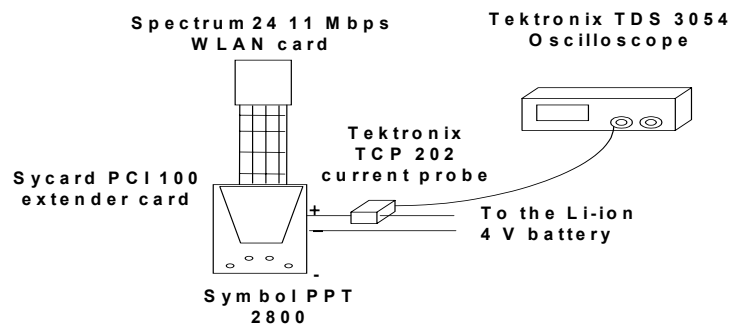 Spectrum 24 11 Mbps
WLAN card
Tektronix TDS 3054
Oscilloscope
Tektronix
TCP 202
current probe
Sycard PCI 100
extender card
+
–
To the Li-ion
4 V battery
-
Symbol PPT
2800